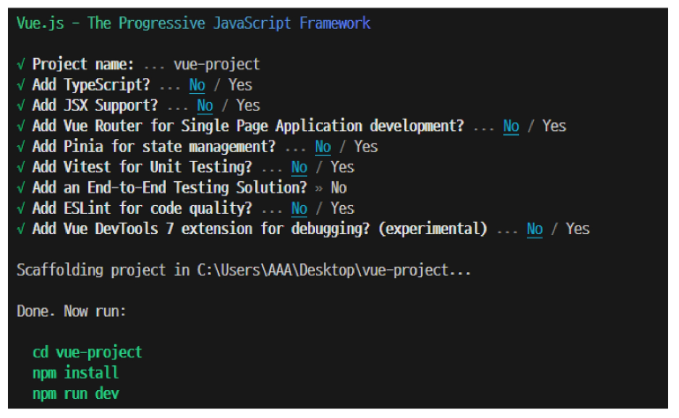 Vue.js – The Progressive JavaScript Framework
√ Project name: ... vue-project
√ Add TypeScript? ... No / Yes
√ Add JSX Support? ... No / Yes
√ Add Vue Router for Single Page Application development? ... No / Yes
√ Add Pinia for state management? ... No / Yes
√ Add Vitest for Unit Testing? ... No / Yes
√ Add an End-to-End Testing Solution? » No
√ Add ESLint for code quality? ... No / Yes
√ Add Vue DevTools 7 extension for debugging? (experimental) ... No / Yes
Scaffolding project in C:\Users\AAA\Desktop\vue-project...
Done. Now run:
cd vue-project
npm install
npm run dev